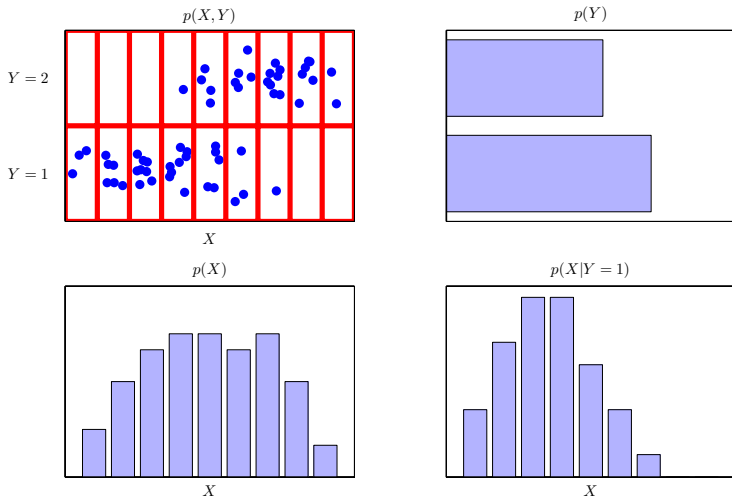 p(X, Y)
p(Y)
Y = 2
Y = 1
X
p(X)
p(X|Y = 1)
X
X